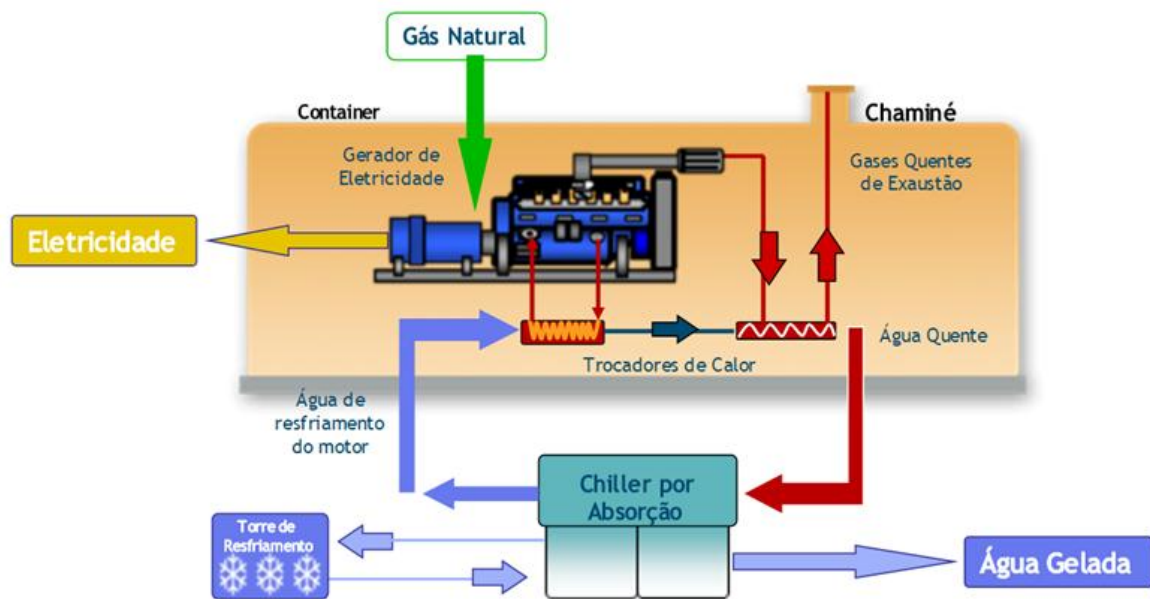 Gás Natural
Container
Chaminé
Gerador de
Eletricidade
Gases Quentes
de Exaustão
Eletricidade
Água Quente
Trocadores de Calor
Água de
resfriamento
do motor
Chiller por
Absorção
Torre de
Resfriamento
Água Gelada